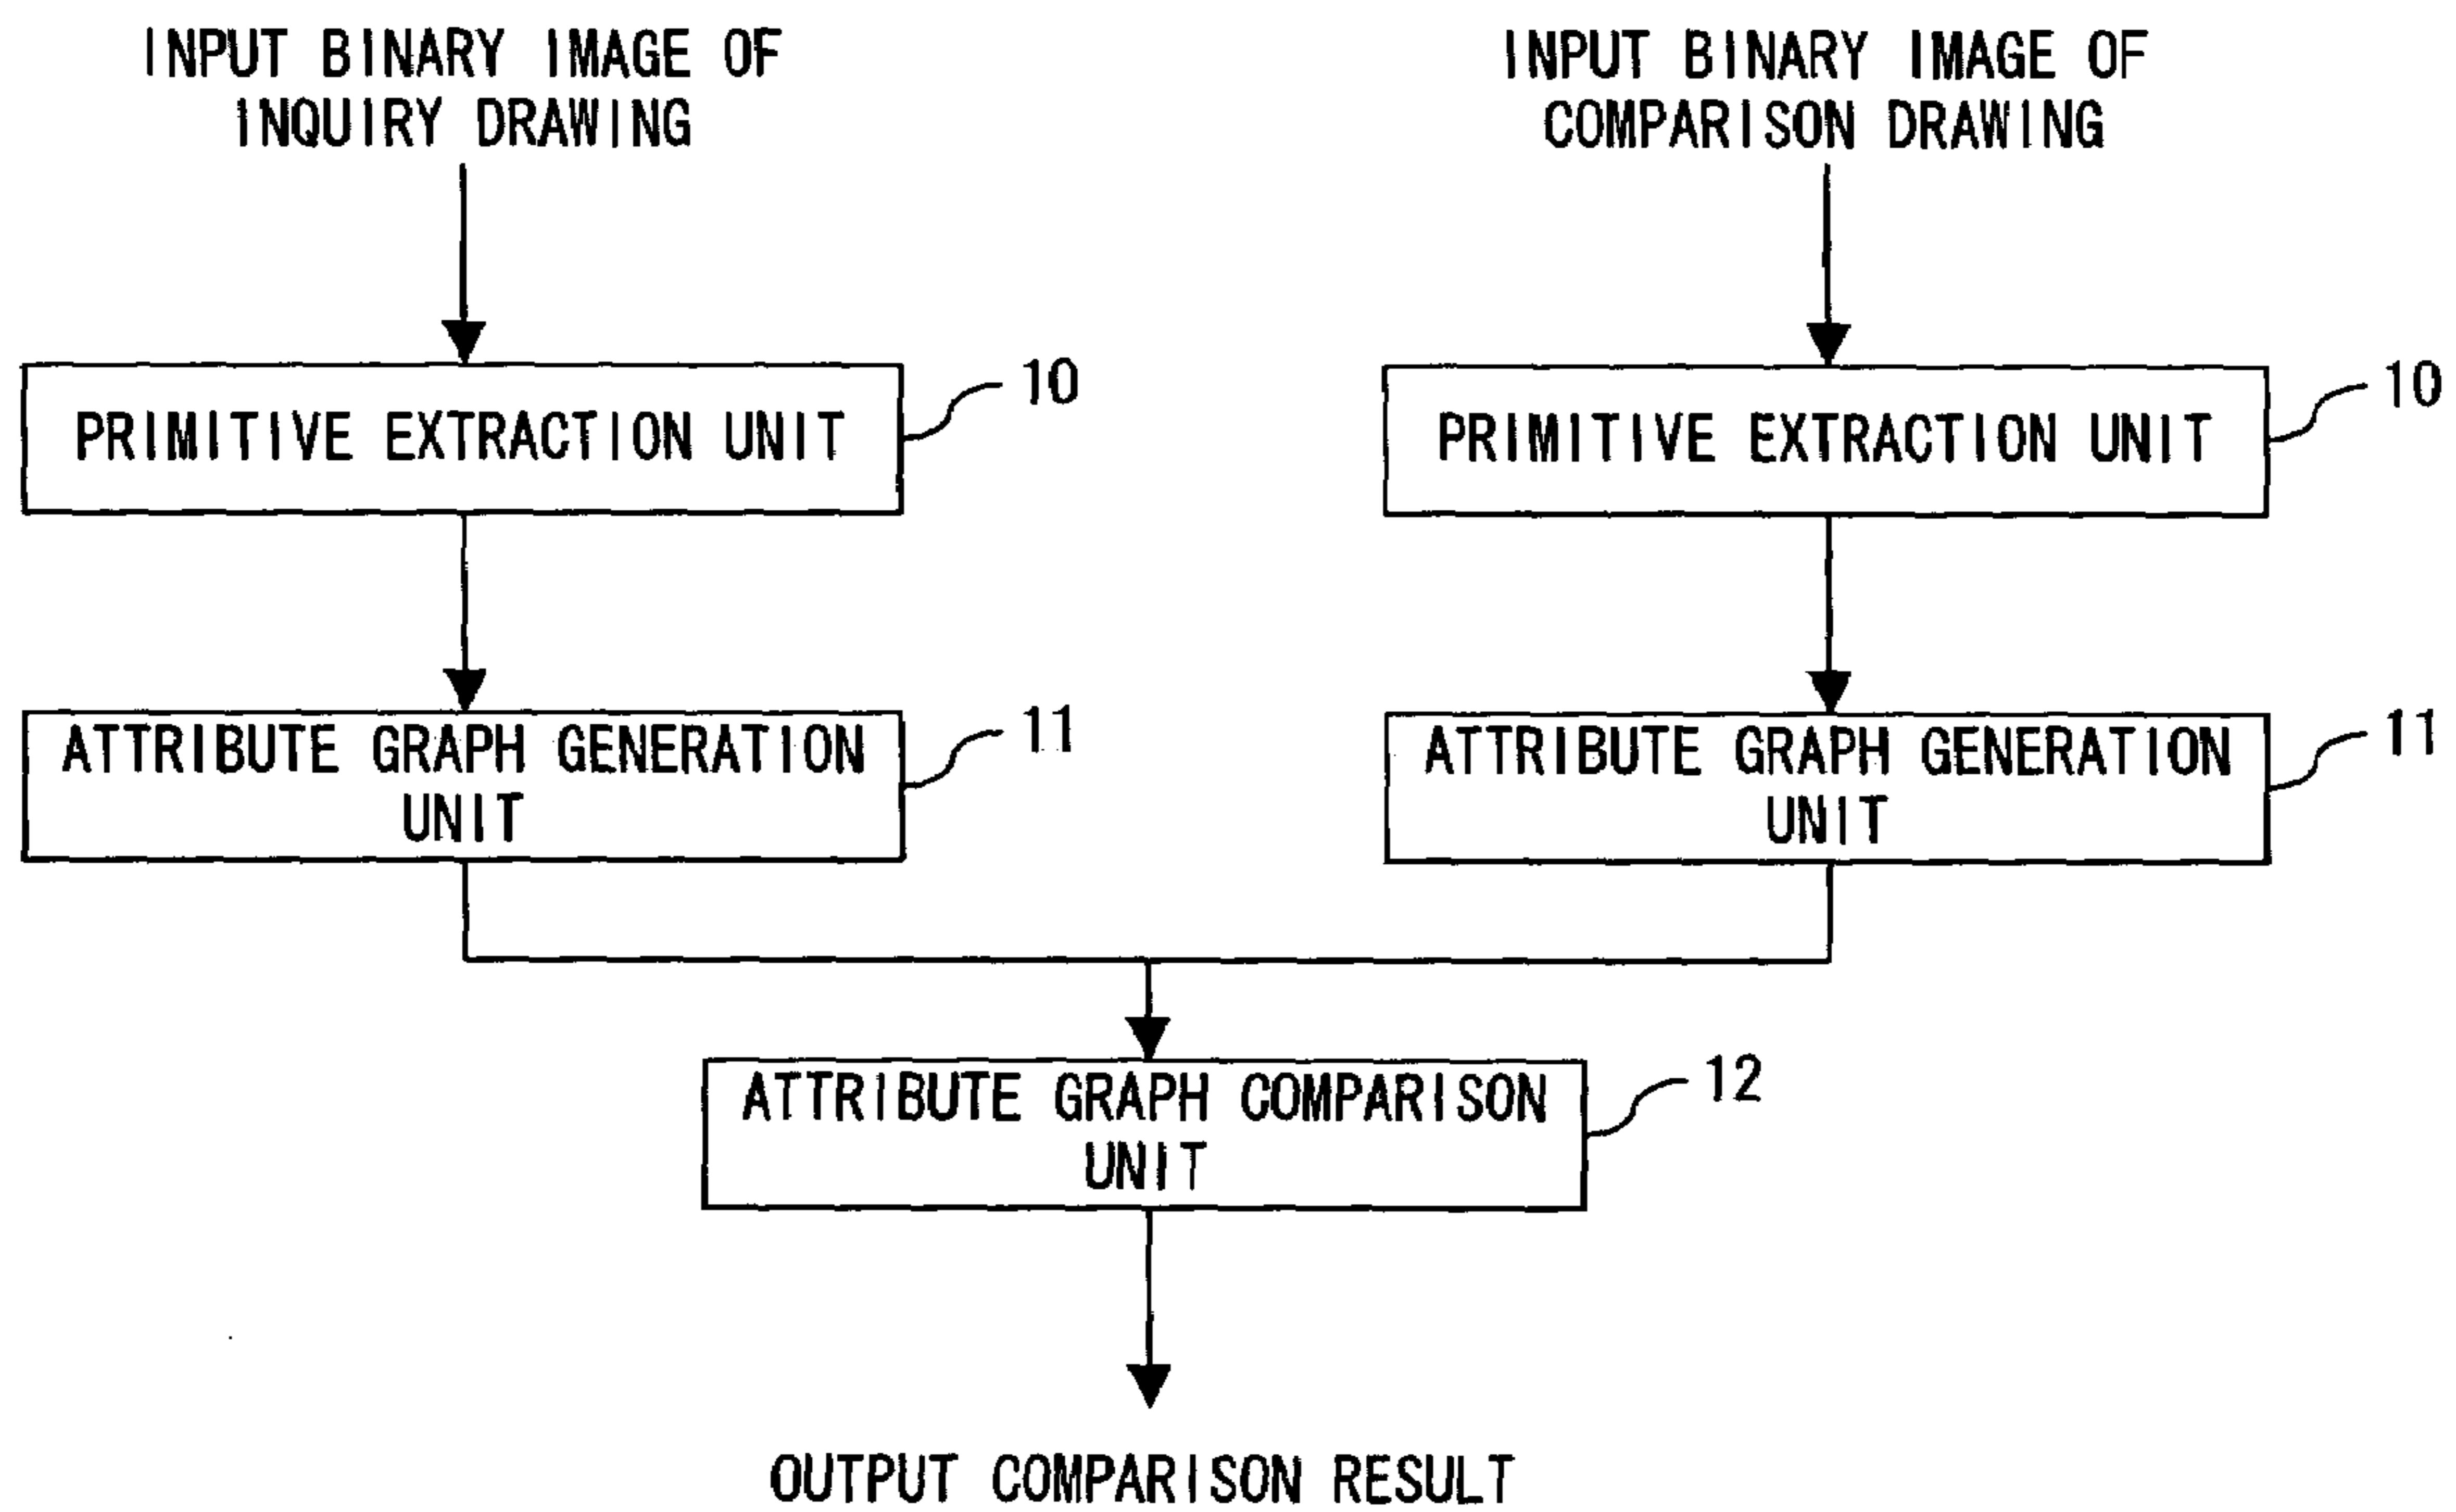 INPUT BINARY IMAGE OF
INQUIRY DRAWING
INPUT BINARY IMAGE OF
COMPARISON DRAWING
PRIMITIVE EXTRACTION UNIT
10
PRIMITIVE EXTRACTION UNIT
10
ATTRIBUTE GRAPH GENERATION
UNIT
11
ATTRIBUTE GRAPH GENERATION
UNIT
11
ATTRIBUTE GRAPH COMPARISON
UNIT
12
OUTPUT COMPARISON RESULT